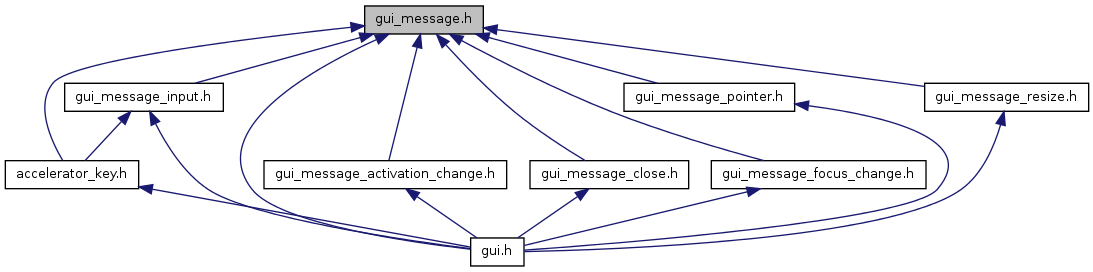 gui_message.h
gui_message_input.h
gui_message_pointer.h
gui_message_resize.h
accelerator_key.h
gui_message_activation_change.h
gui_message_close.h
gui_message_focus_change.h
gui.h